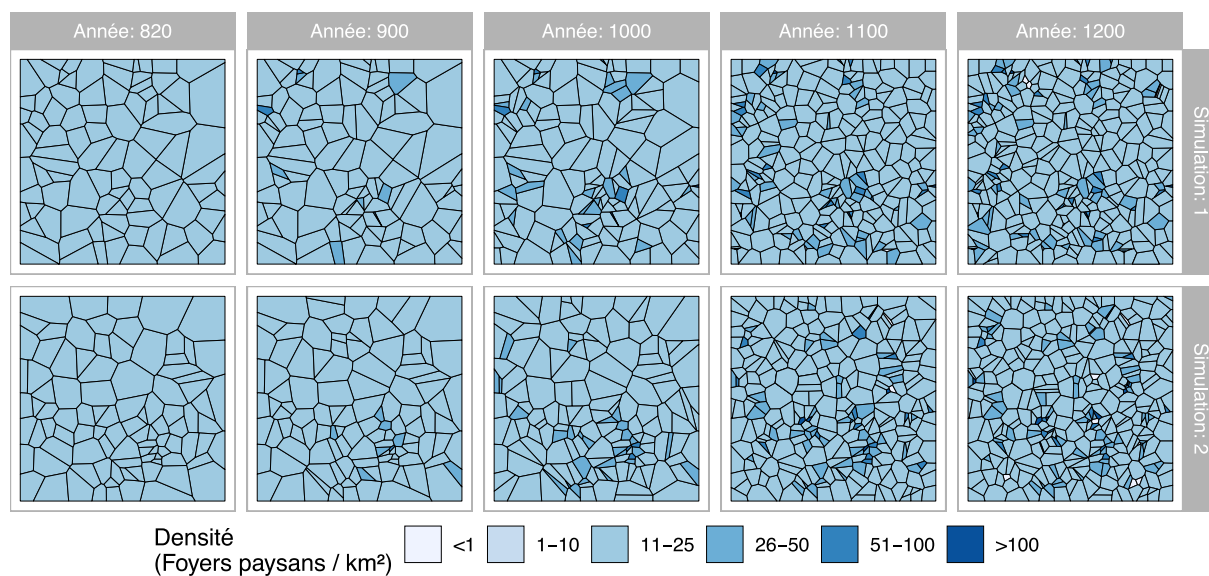 Année: 820
Année: 900
Année: 1000
Année: 1100
Année: 1200
Simulation: 1
Simulation: 2
Densité
(Foyers paysans / km²)
<1
1–10
11–25
26–50
51–100
>100